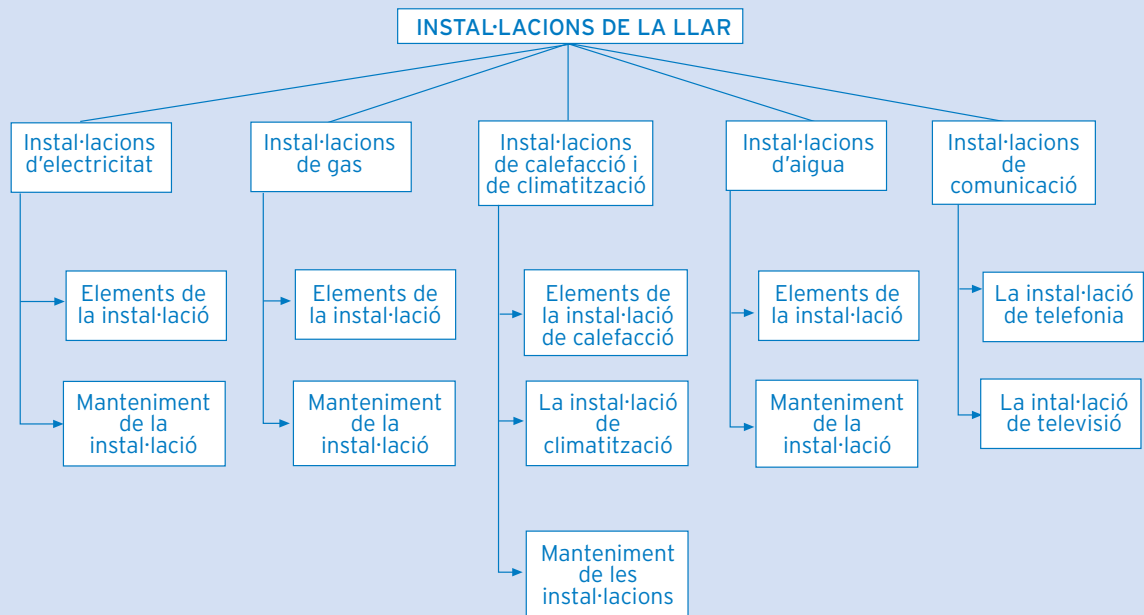 INSTAL·LACIONS DE LA LLAR
Instal·lacions
d'electricitat
Instal·lacions
de gas
Instal·lacions
de calefacció i
de climatització
Instal·lacions
d'aigua
Instal·lacions
de
comunicació
Elements de
la instal·lació
Elements de
la instal·lació
Elements de
la instal·lació
de calefacció
Elements de
la instal·lació
La instal·lació
de telefonia
Manteniment
de la
instal·lació
Manteniment
de la
instal·lació
La instal·lació
de
climatització
Manteniment
de la
instal·lació
La intal·lació
de televisió
Manteniment
de les
instal·lacions